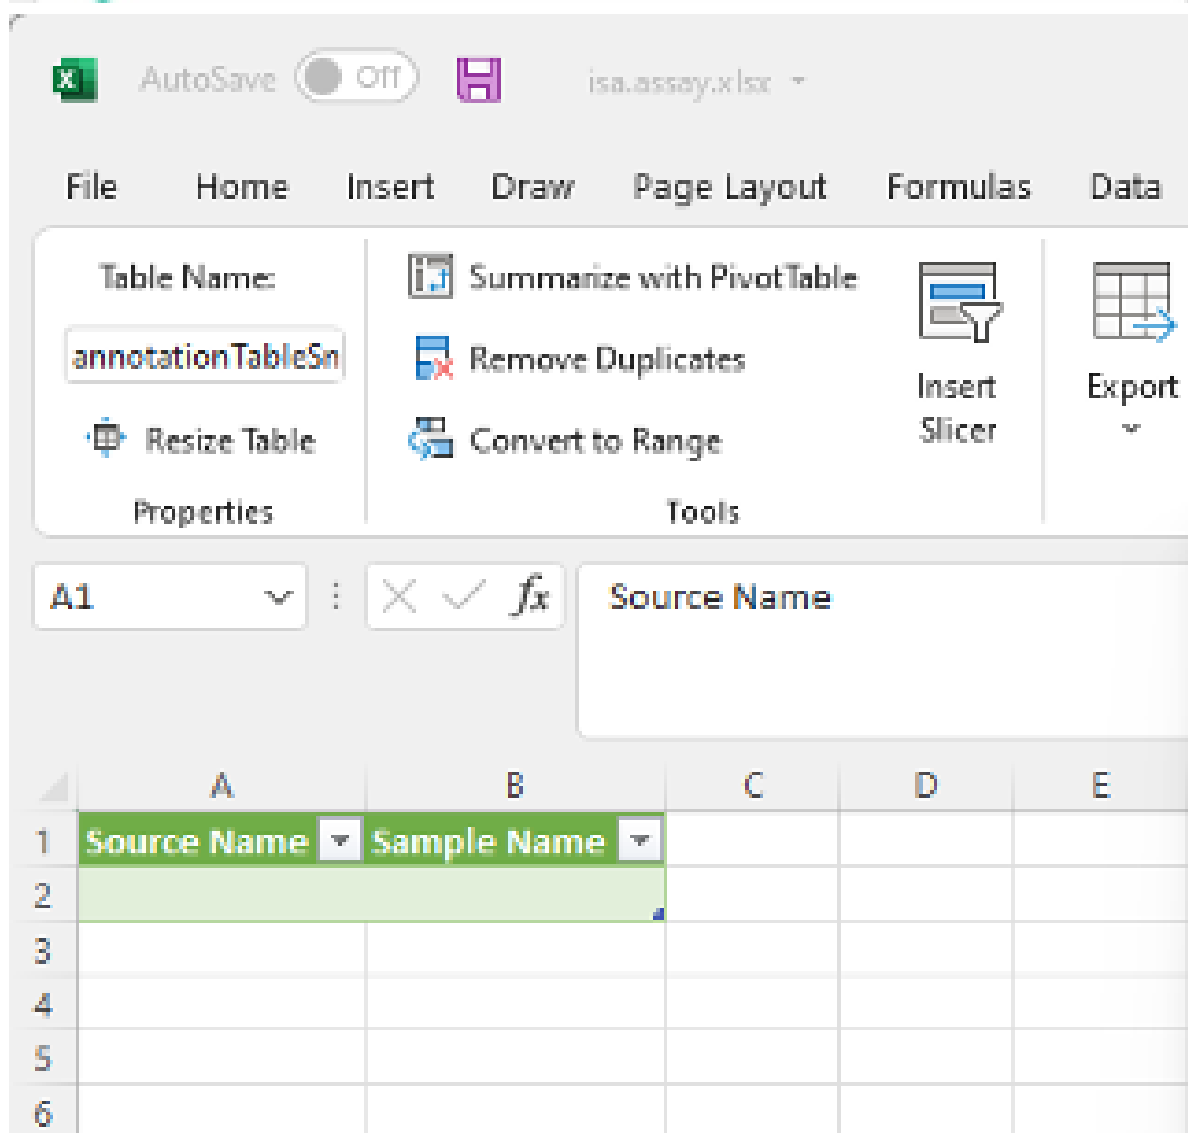 AutoSave Off isa.assay.xlsx
File Home Insert Draw Page Layout Formulas Data
Table Name:
annotationTableSn
Resize Table
Properties
Summarize with PivotTable
Remove Duplicates
Convert to Range
Tools
Insert
Slicer
Export
A1 fx Source Name
A B C D E
1 Source Name Sample Name
2
3
4
5
6